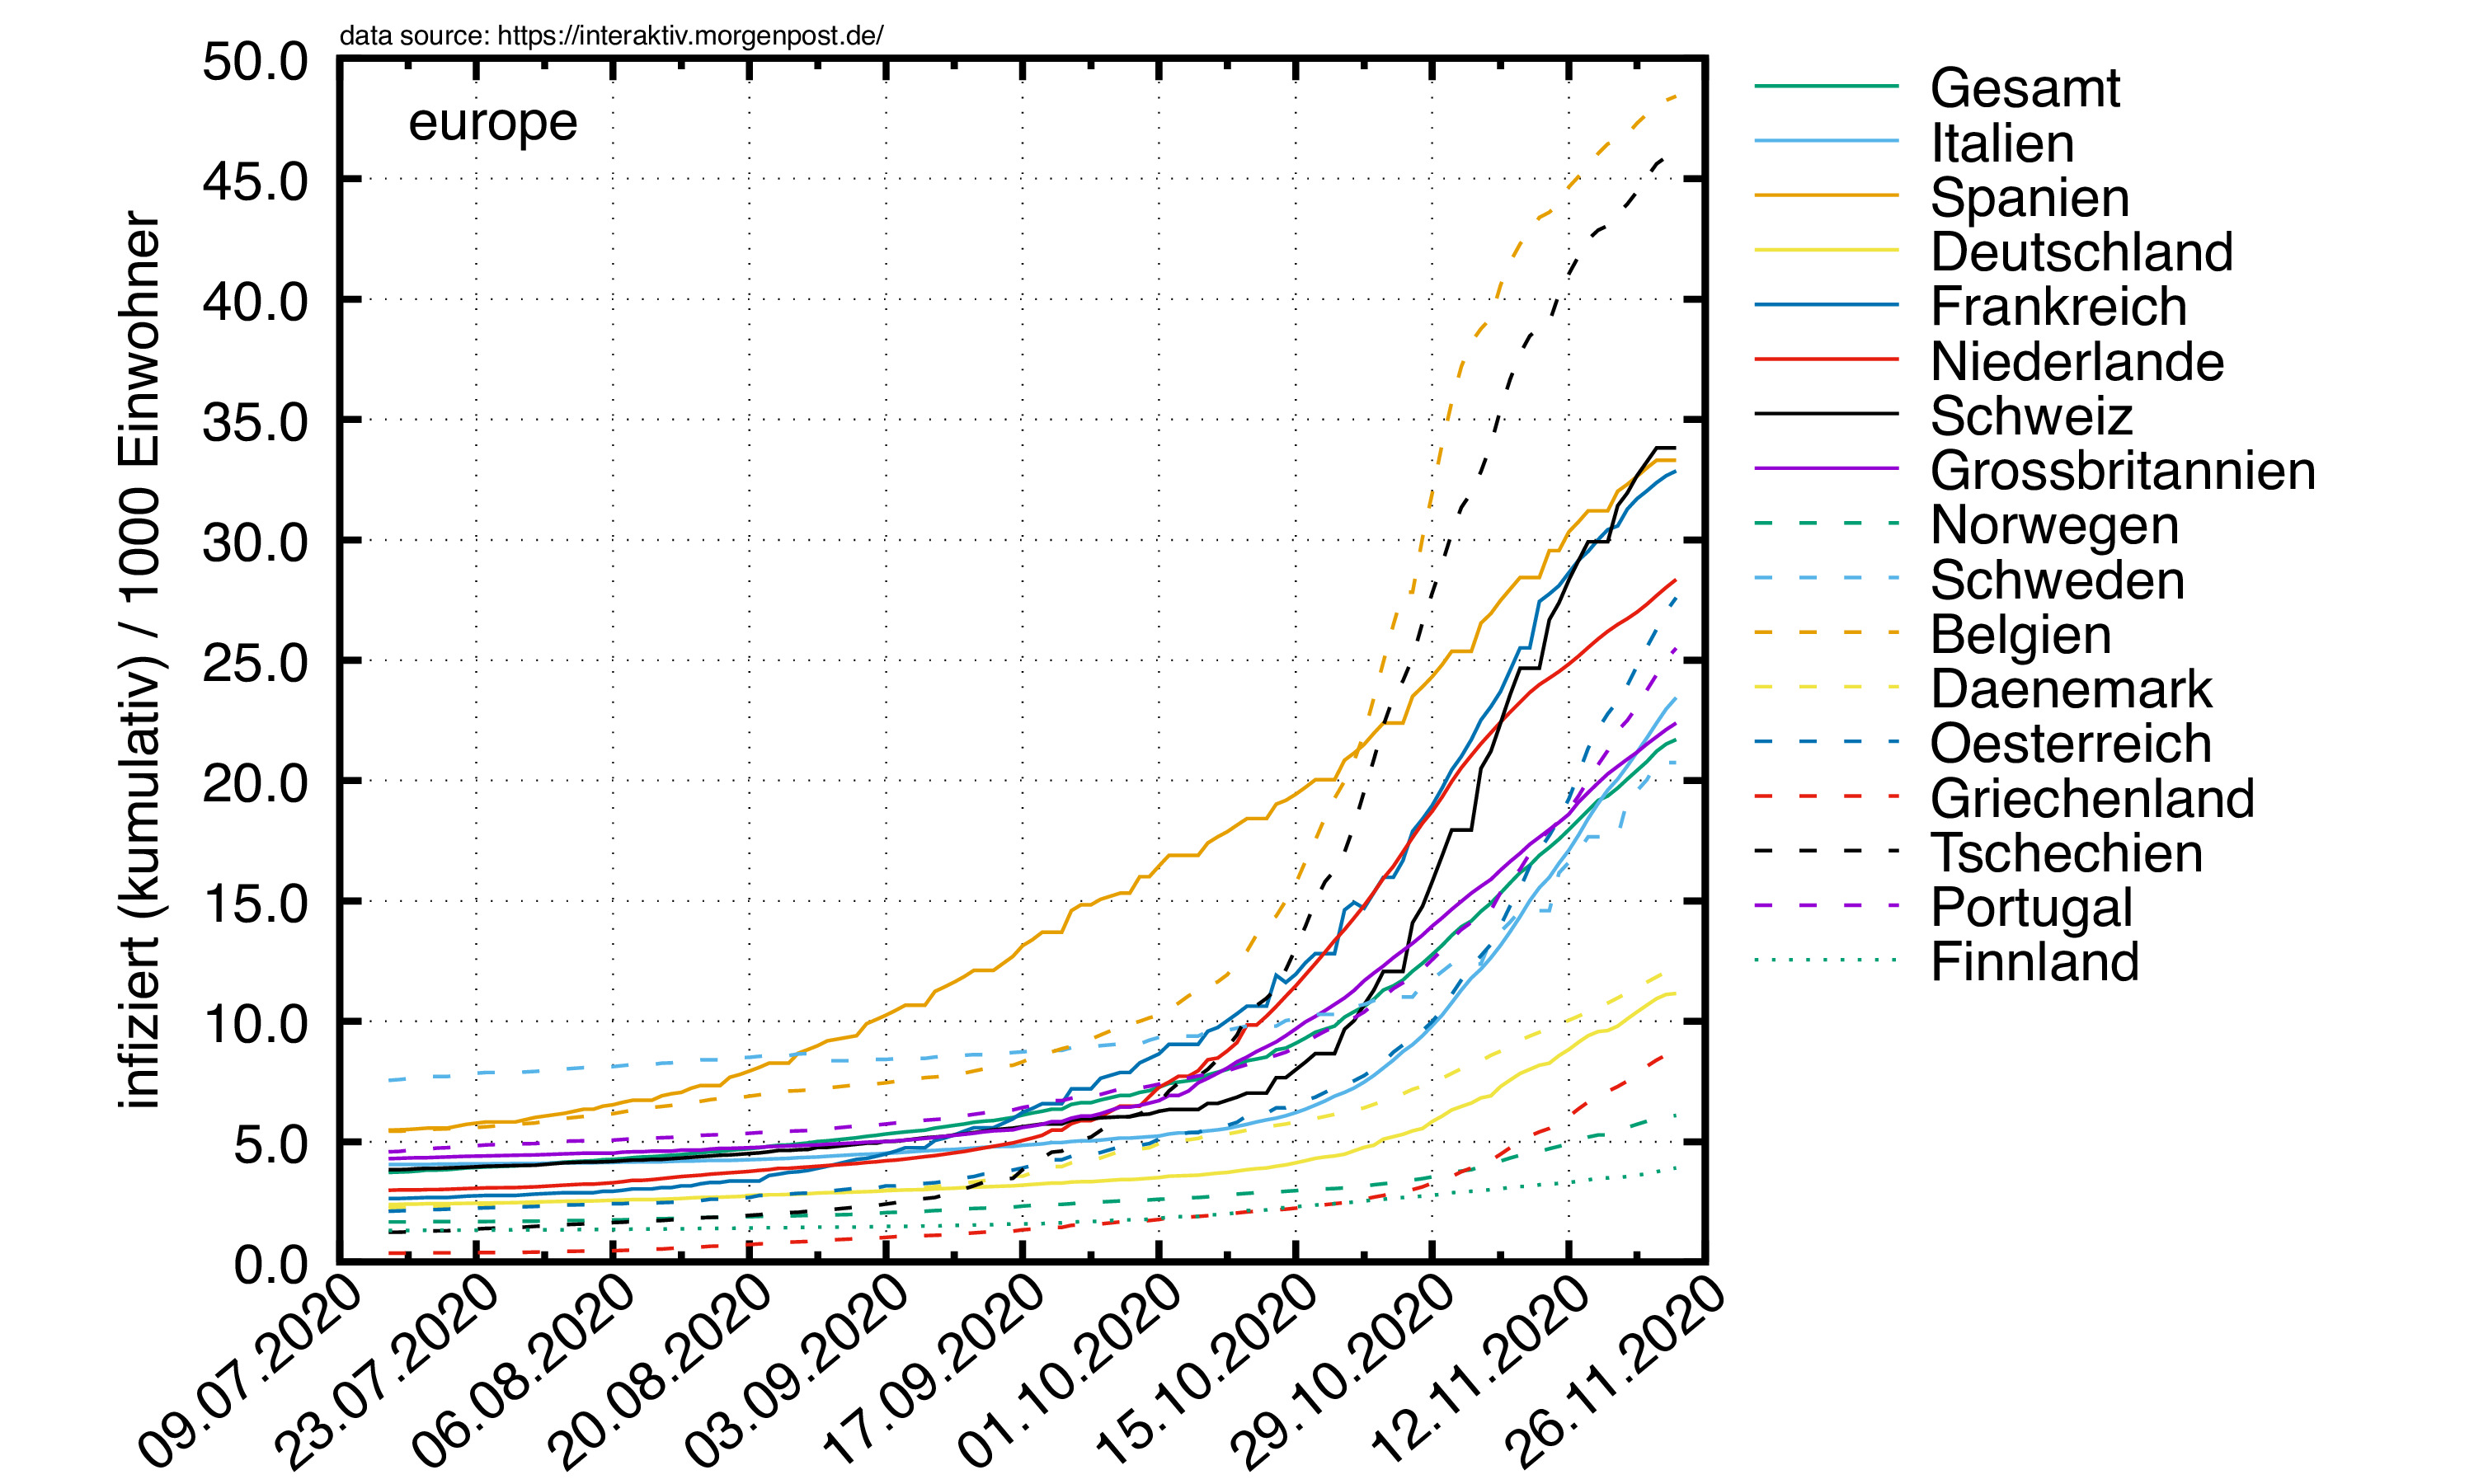 data source: https://interaktiv.morgenpost.de/
europe
infiziert (kumulativ) / 1000 Einwohner
50.0
45.0
40.0
35.0
30.0
25.0
20.0
15.0
10.0
5.0
0.0
09.07.2020
23.07.2020
06.08.2020
20.08.2020
03.09.2020
17.09.2020
01.10.2020
15.10.2020
29.10.2020
12.11.2020
26.11.2020
Gesamt
Italien
Spanien
Deutschland
Frankreich
Niederlande
Schweiz
Grossbritannien
Norwegen
Schweden
Belgien
Daenemark
Oesterreich
Griechenland
Tschechien
Portugal
Finnland